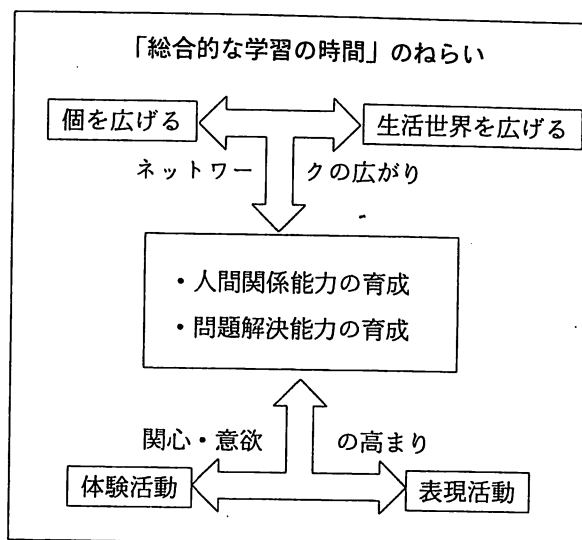 「総合的な学習の時間」のねらい
個を広げる
生活世界を広げる
ネットワークの広がり
・人間関係能力の育成
・問題解決能力の育成
関心・意欲の高まり
体験活動
表現活動